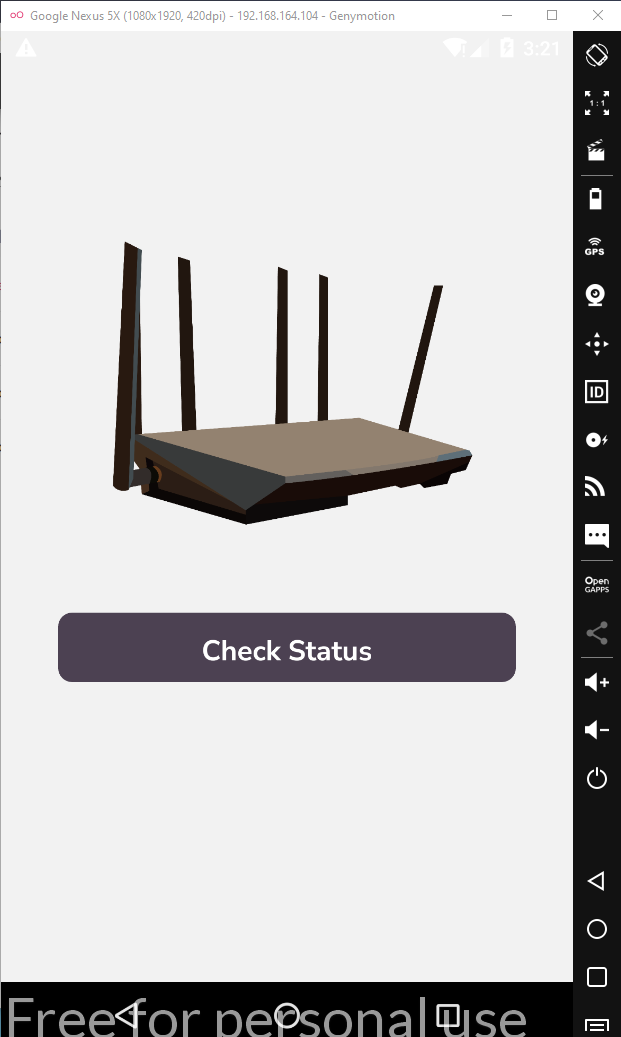 Google Nexus 5X (1080x1920, 420dpi) - 192.168.164.104 - Genymotion
3:21
1 : 1
GPS
ID
Open
GAPPS
Check Status
Free for personal use